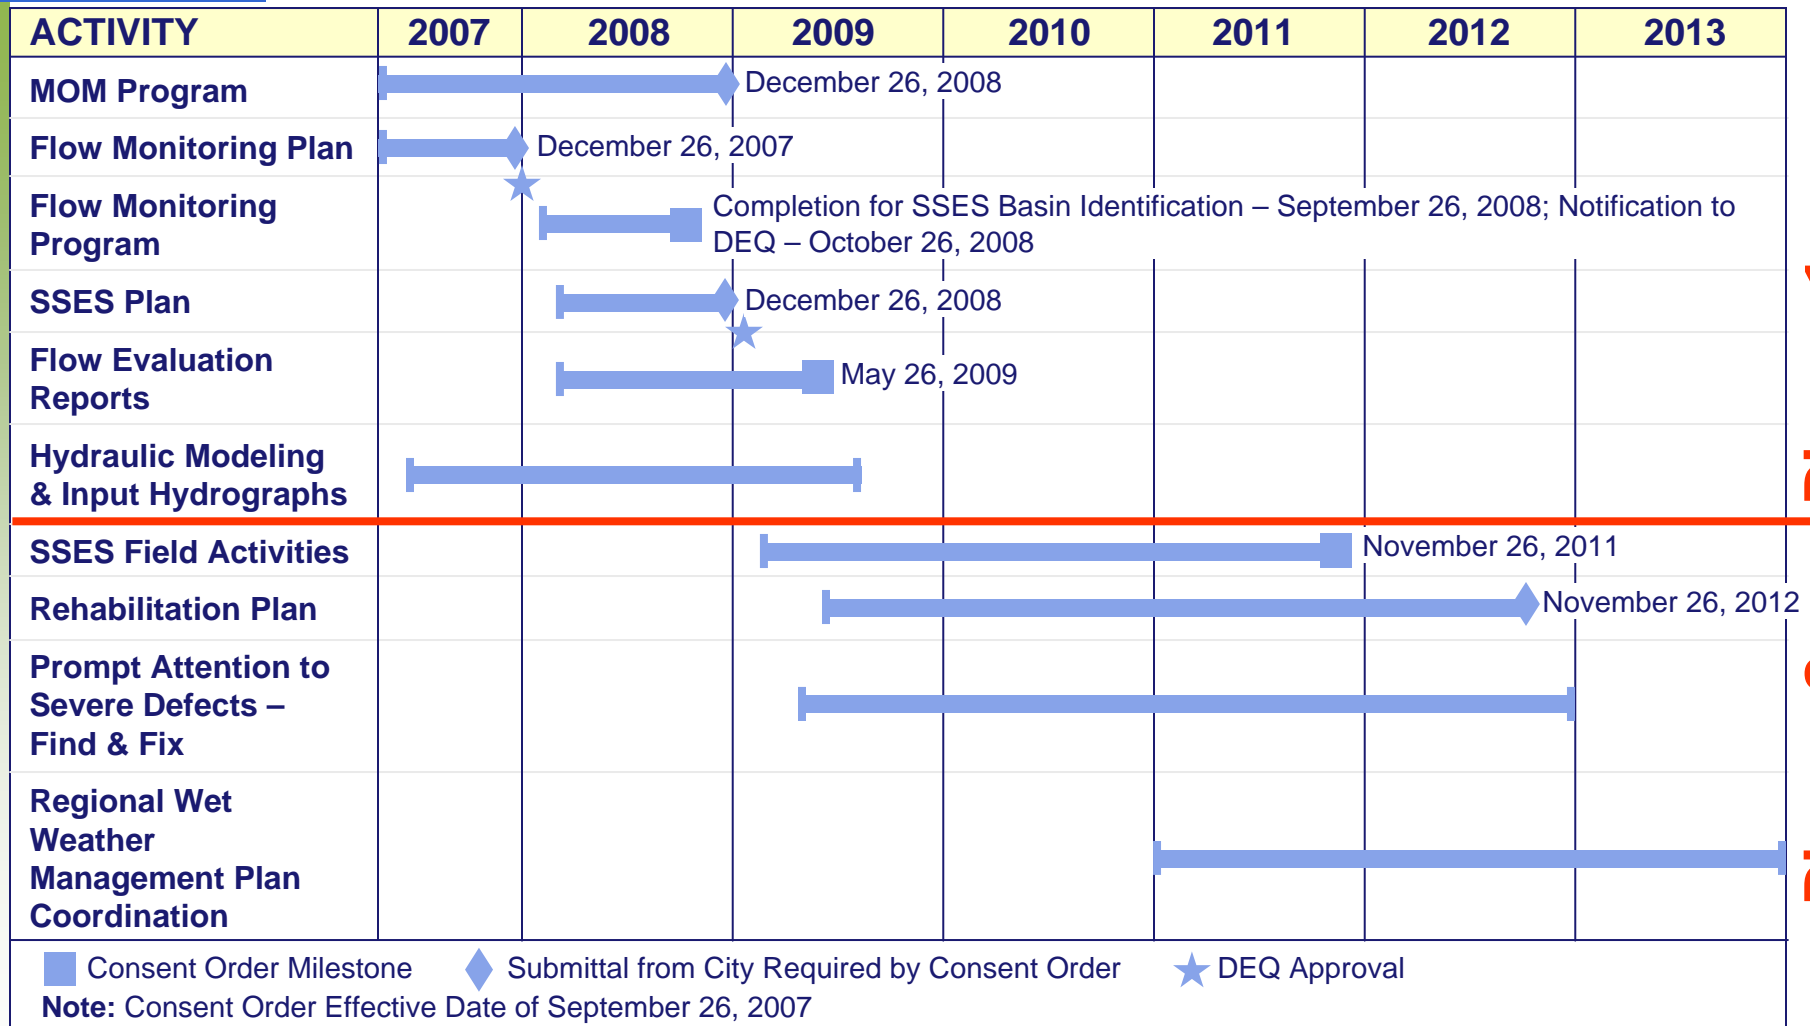 ACTIVITY 2007 2008 2009 2010 2011 2012 2013
MOM Program
December 26, 2008
Flow Monitoring Plan
December 26, 2007
Flow Monitoring
Program
Completion for SSES Basin Identification – September 26, 2008; Notification to
DEQ – October 26, 2008
SSES Plan
December 26, 2008
Flow Evaluation
Reports
May 26, 2009
Hydraulic Modeling
& Input Hydrographs
SSES Field Activities
November 26, 2011
Rehabilitation Plan
November 26, 2012
Prompt Attention to
Severe Defects –
Find & Fix
Regional Wet
Weather
Management Plan
Coordination
Consent Order Milestone
Submittal from City Required by Consent Order
DEQ Approval
Note: Consent Order Effective Date of September 26, 2007